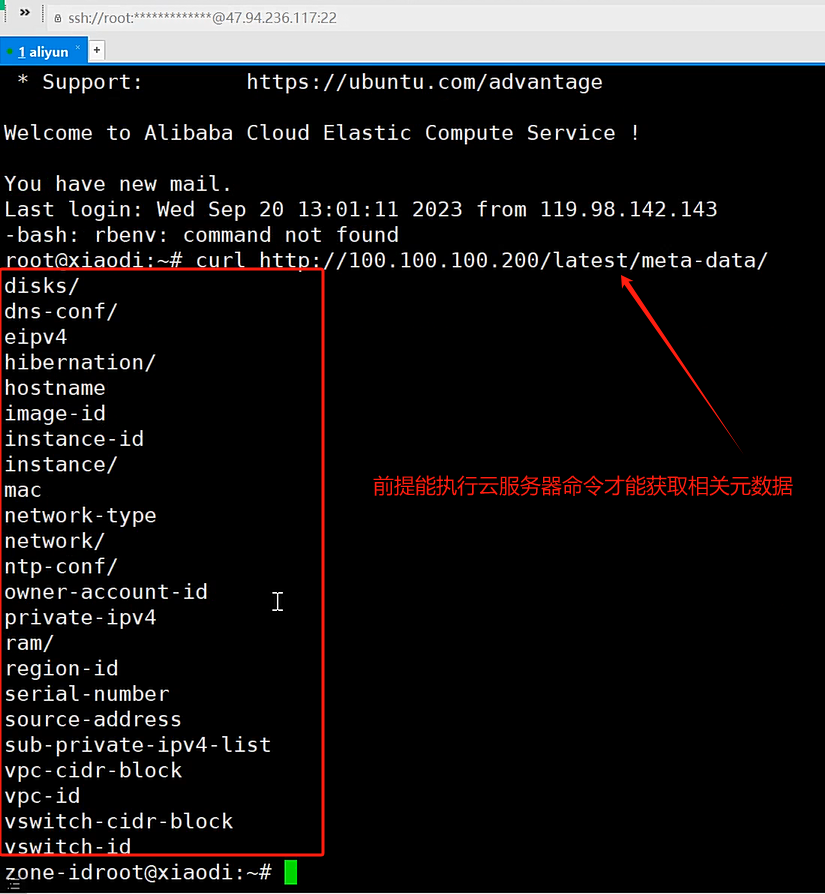 » ssh://root:*************@47.94.236.117:22
1 aliyun × +
* Support: https://ubuntu.com/advantage
Welcome to Alibaba Cloud Elastic Compute Service !
You have new mail.
Last login: Wed Sep 20 13:01:11 2023 from 119.98.142.143
-bash: rbenv: command not found
root@xiaodi:~# curl http://100.100.100.200/latest/meta-data/
disks/
dns-conf/
eipv4
hibernation/
hostname
image-id
instance-id
instance/
mac
前提能执行云服务器命令才能获取相关元数据
network-type
network/
ntp-conf/
owner-account-id
private-ipv4
ram/
region-id
serial-number
source-address
sub-private-ipv4-list
vpc-cidr-block
vpc-id
vswitch-cidr-block
vswitch-id
zone-idroot@xiaodi:~#